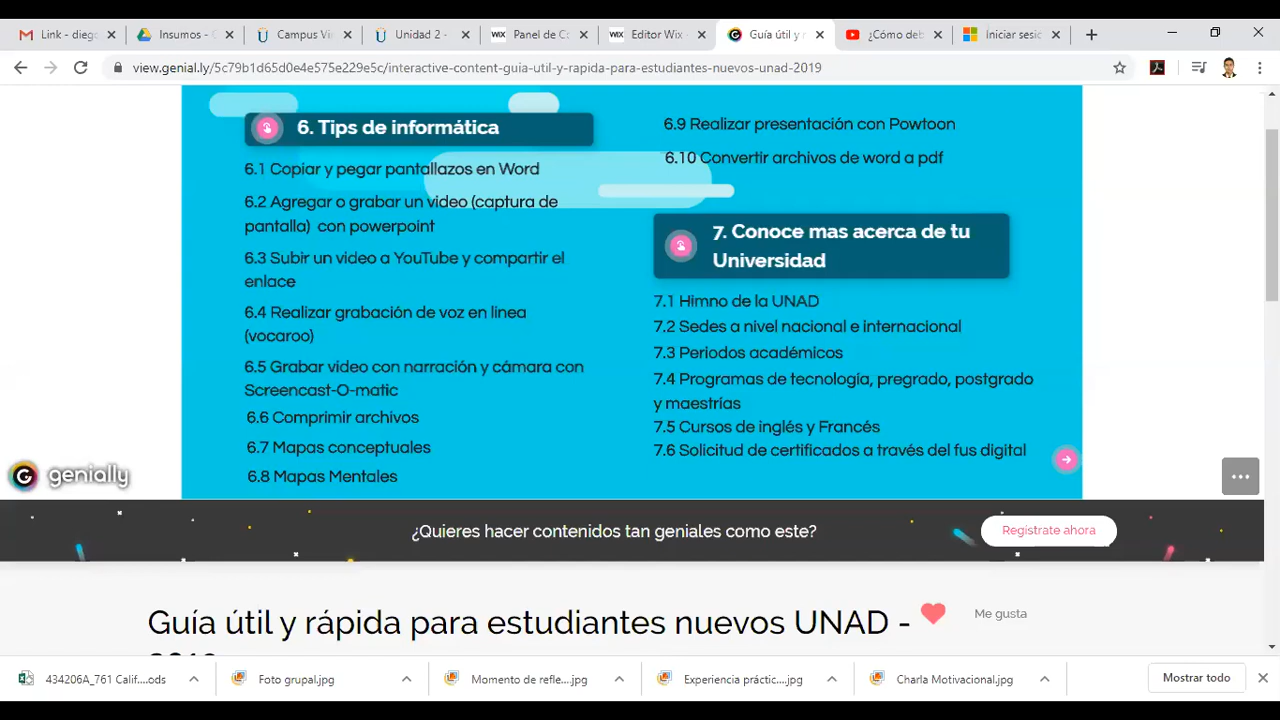 Link - dieg
Insumos - G
Campus Vi
Unidad 2 -
WIX Panel de C
WIX Editor Wix -
Guía útil y r
¿Cómo deb
Iniciar sesió
view.genial.ly/5c79b1d65d0e4e575e229e5c/interactive-content-guia-util-y-rapida-para-estudiantes-nuevos-unad-2019
6. Tips de informática
6.1 Copiar y pegar pantallazos en Word
6.2 Agregar o grabar un video (captura de
pantalla) con powerpoint
6.3 Subir un video a YouTube y compartir el
enlace
6.4 Realizar grabación de voz en linea
(vocaroo)
6.5 Grabar video con narración y cámara con
Screencast-O-matic
6.6 Comprimir archivos
6.7 Mapas conceptuales
6.8 Mapas Mentales
6.9 Realizar presentación con Powtoon
6.10 Convertir archivos de word a pdf
7. Conoce mas acerca de tu
Universidad
7.1 Himno de la UNAD
7.2 Sedes a nivel nacional e internacional
7.3 Periodos académicos
7.4 Programas de tecnología, pregrado, postgrado
y maestrías
7.5 Cursos de inglés y Francés
7.6 Solicitud de certificados a través del fus digital
genially
¿Quieres hacer contenidos tan geniales como este?
Regístrate ahora
Guía útil y rápida para estudiantes nuevos UNAD -
Me gusta
434206A_761 Calif....ods
Foto grupal.jpg
Momento de refle....jpg
Experiencia práctic....jpg
Charla Motivacional.jpg
Mostrar todo